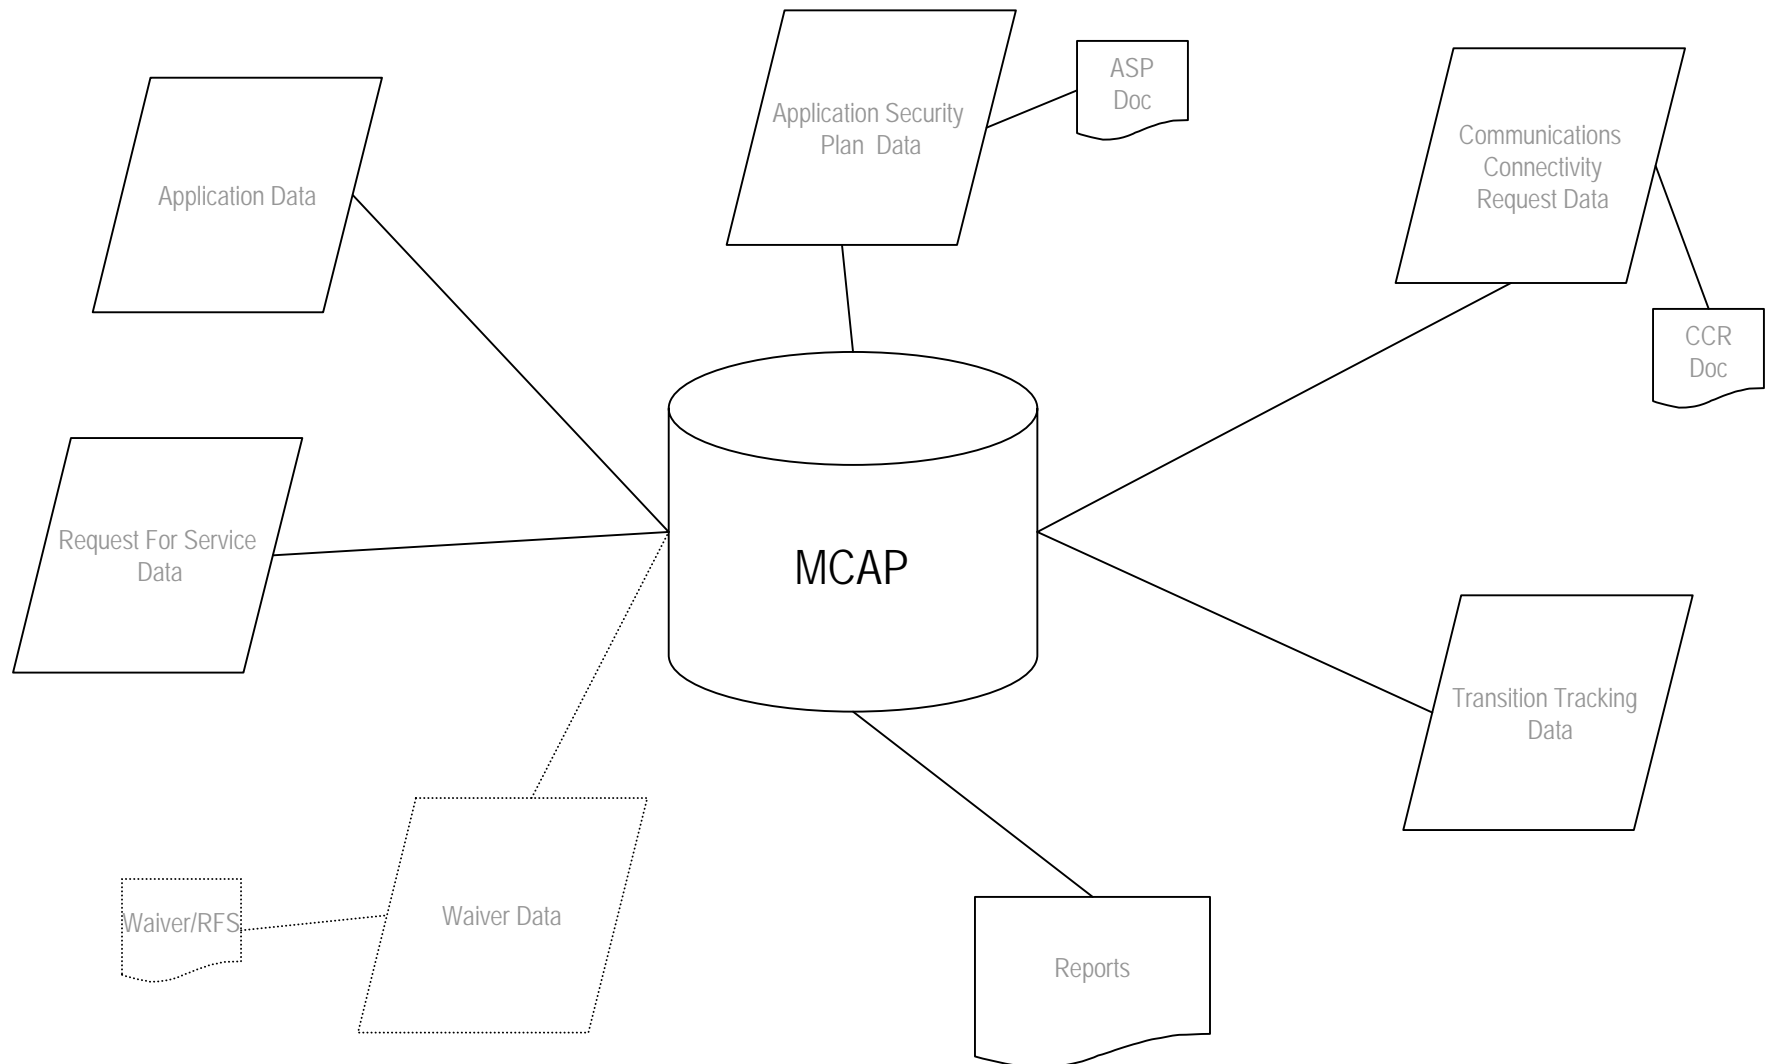 ASP
Doc
Application Security
Plan Data
Communications
Connectivity
Request Data
Application Data
CCR
Doc
Request For Service
Data
MCAP
Transition Tracking
Data
Waiver/RFS
Waiver Data
Reports